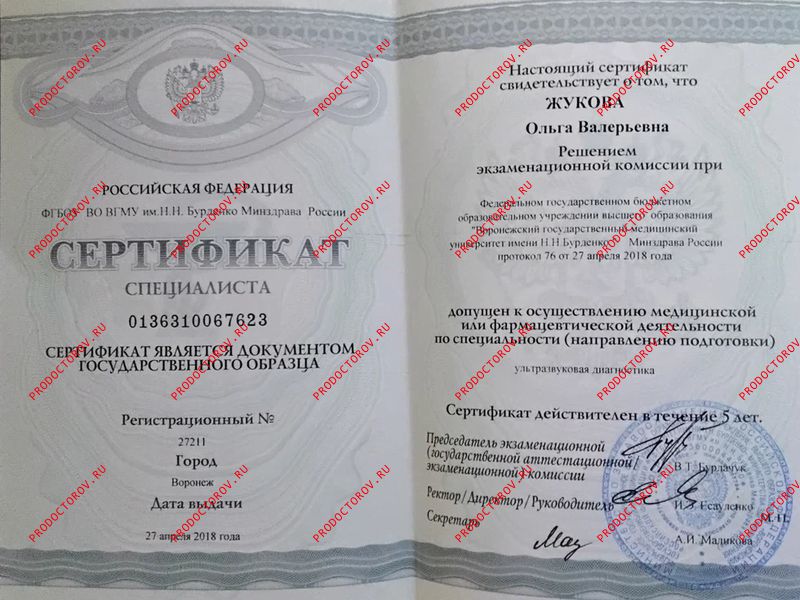 РОССИЙСКАЯ ФЕДЕРАЦИЯ
ФГБОУ ВО ВГМУ им.Н.Н. Бурденко Минздрава России
СЕРТИФИКАТ
СПЕЦИАЛИСТА
0136310067623
СЕРТИФИКАТ ЯВЛЯЕТСЯ ДОКУМЕНТОМ
ГОСУДАРСТВЕННОГО ОБРАЗЦА
Регистрационный №
27211
Город
Воронеж
Дата выдачи
27 апреля 2018 года
Настоящий сертификат
свидетельствует о том, что
ЖУКОВА
Ольга Валерьевна
Решением
экзаменационной комиссии при
Федеральном государственном бюджетном
образовательном учреждении высшего образования
"Воронежский государственный медицинский
университет имени Н.Н.Бурденко" Минздрава России
протокол 76 от 27 апреля 2018 года
допущен к осуществлению медицинской
или фармацевтической деятельности
по специальности (направлению подготовки)
ультразвуковая диагностика
Сертификат действителен в течение 5 лет.
Председатель экзаменационной
(государственной аттестационной/
экзаменационной) комиссии
В.Т. Бурлачук
Ректор/Директор/Руководитель
И.Э. Есауленко
М.П.
Секретарь
А.И. Маликова
PRODOCTOROV.RU